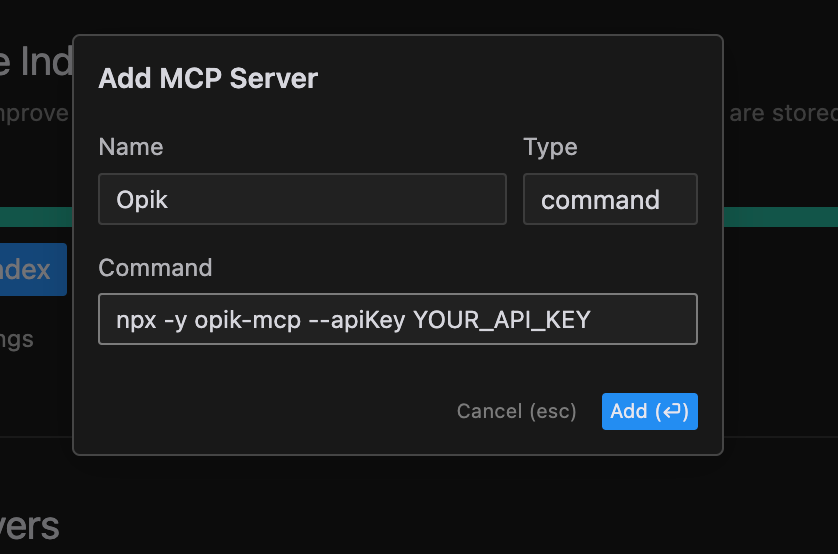 e Ind
Add MCP Server
mprove
are stored
Name
Type
Opik
command
ndex
Command
npx -y opik-mcp --apiKey YOUR_API_KEY
ngs
Cancel (esc)
Add (⏎)
vers